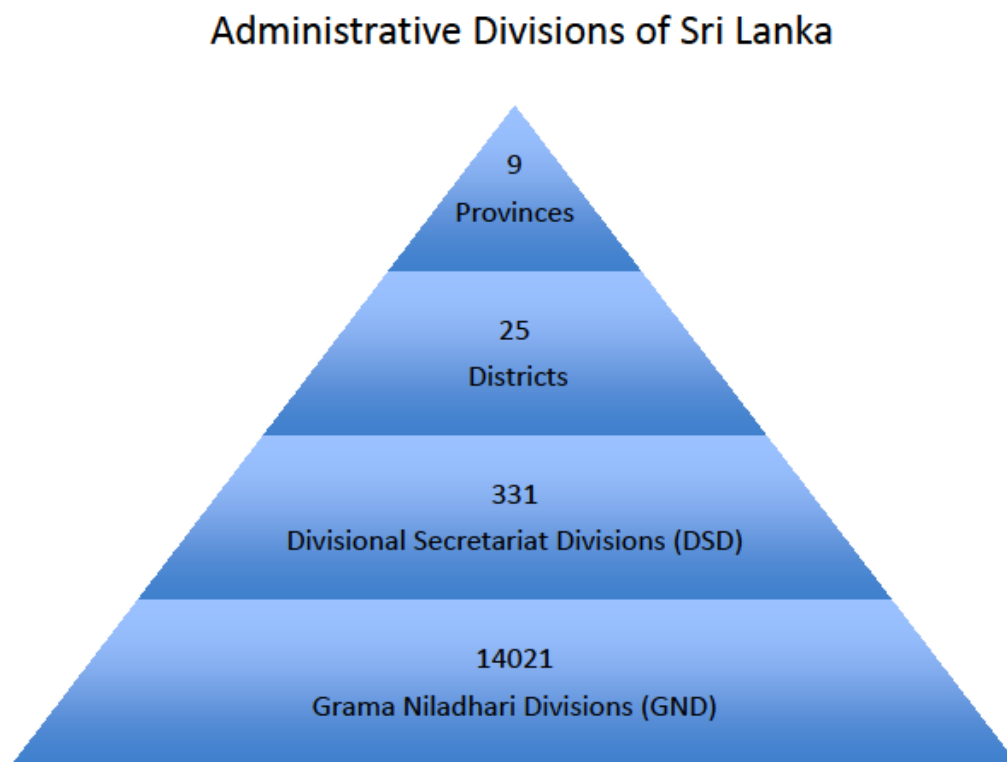 Administrative Divisions of Sri Lanka
9
Provinces
25
Districts
331
Divisional Secretariat Divisions (DSD)
14021
Grama Niladhari Divisions (GND)